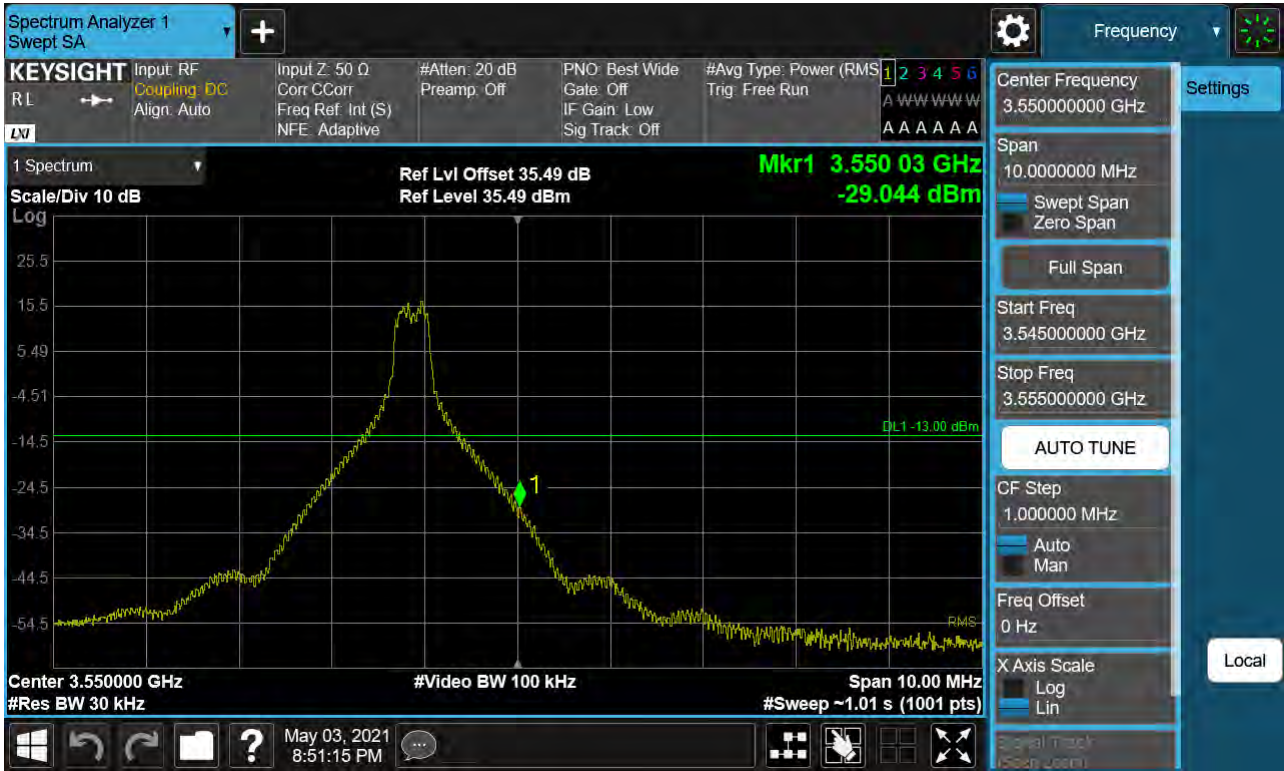 Spectrum Analyzer 1
Swept SA
Frequency
KEYSIGHT
RL
LXI
Input: RF
Coupling: DC
Align: Auto
Input Z: 50 Ω
Corr CCorr
Freq Ref: Int (S)
NFE: Adaptive
#Atten: 20 dB
Preamp: Off
PNO: Best Wide
Gate: Off
IF Gain: Low
Sig Track: Off
#Avg Type: Power (RMS
Trig: Free Run
1 2 3 4 5 6
A W W W W W
A A A A A A
Center Frequency
3.550000000 GHz
Settings
Span
10.0000000 MHz
Swept Span
Zero Span
Full Span
Start Freq
3.545000000 GHz
Stop Freq
3.555000000 GHz
AUTO TUNE
CF Step
1.000000 MHz
Auto
Man
Freq Offset
0 Hz
X Axis Scale
Log
Lin
Signal Track
(Span Zoom)
Local
1 Spectrum
Scale/Div 10 dB
Log
Ref Lvl Offset 35.49 dB
Ref Level 35.49 dBm
Mkr1 3.550 03 GHz
-29.044 dBm
25.5
15.5
5.49
-4.51
DL1 -13.00 dBm
-14.5
-24.5
1
-34.5
-44.5
-54.5
RMS
Center 3.550000 GHz
#Video BW 100 kHz
Span 10.00 MHz
#Res BW 30 kHz
#Sweep ~1.01 s (1001 pts)
?
May 03, 2021
8:51:15 PM